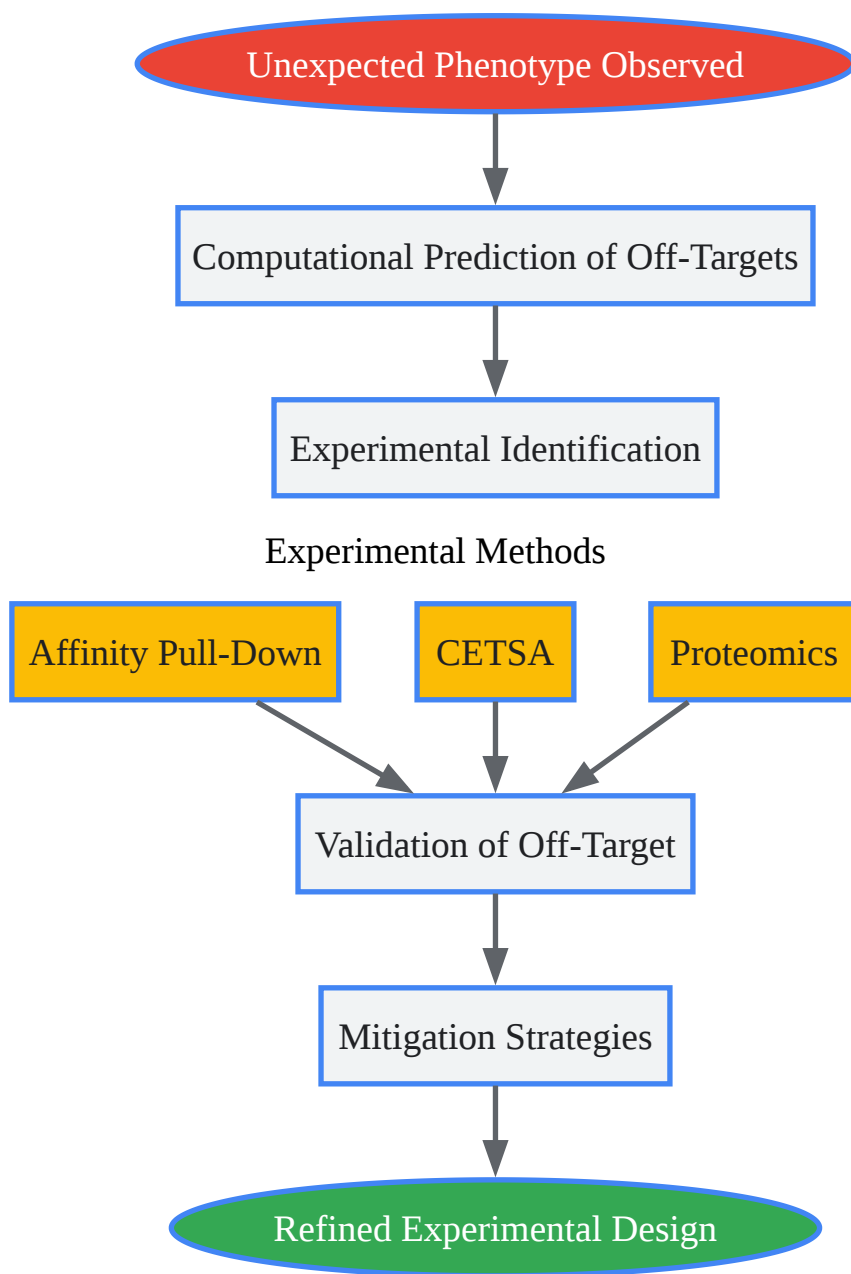 Unexpected Phenotype Observed
Computational Prediction of Off-Targets
Experimental Identification
Experimental Methods
Affinity Pull-Down
CETSA
Proteomics
Validation of Off-Target
Mitigation Strategies
Refined Experimental Design